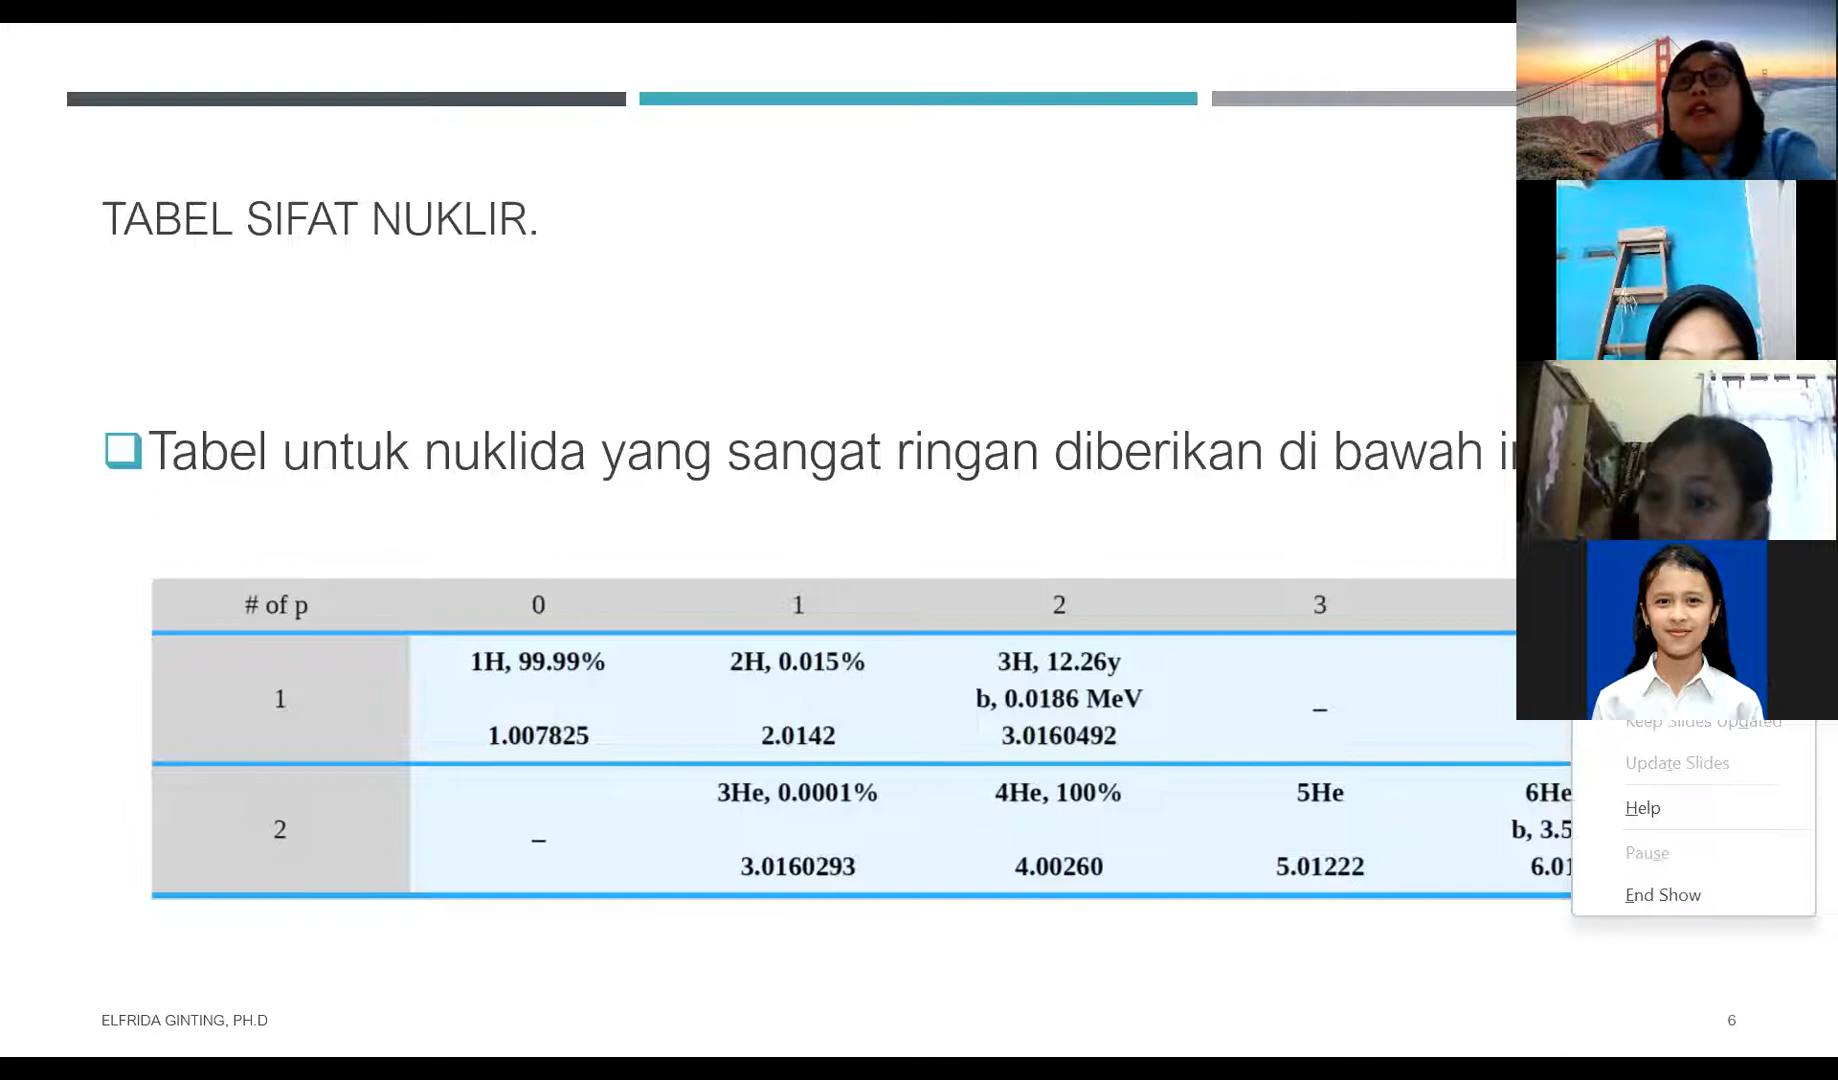 TABEL SIFAT NUKLIR.
Tabel untuk nuklida yang sangat ringan diberikan di bawah
# of p 0 1 2 3
1H, 99.99% 2H, 0.015% 3H, 12.26y
1 b, 0.0186 MeV –
1.007825 2.0142 3.0160492
3He, 0.0001% 4He, 100% 5He 6He
2 – b, 3.5
3.0160293 4.00260 5.01222 6.01
Keep Slides Updated
Update Slides
Help
Pause
End Show
ELFRIDA GINTING, PH.D
6